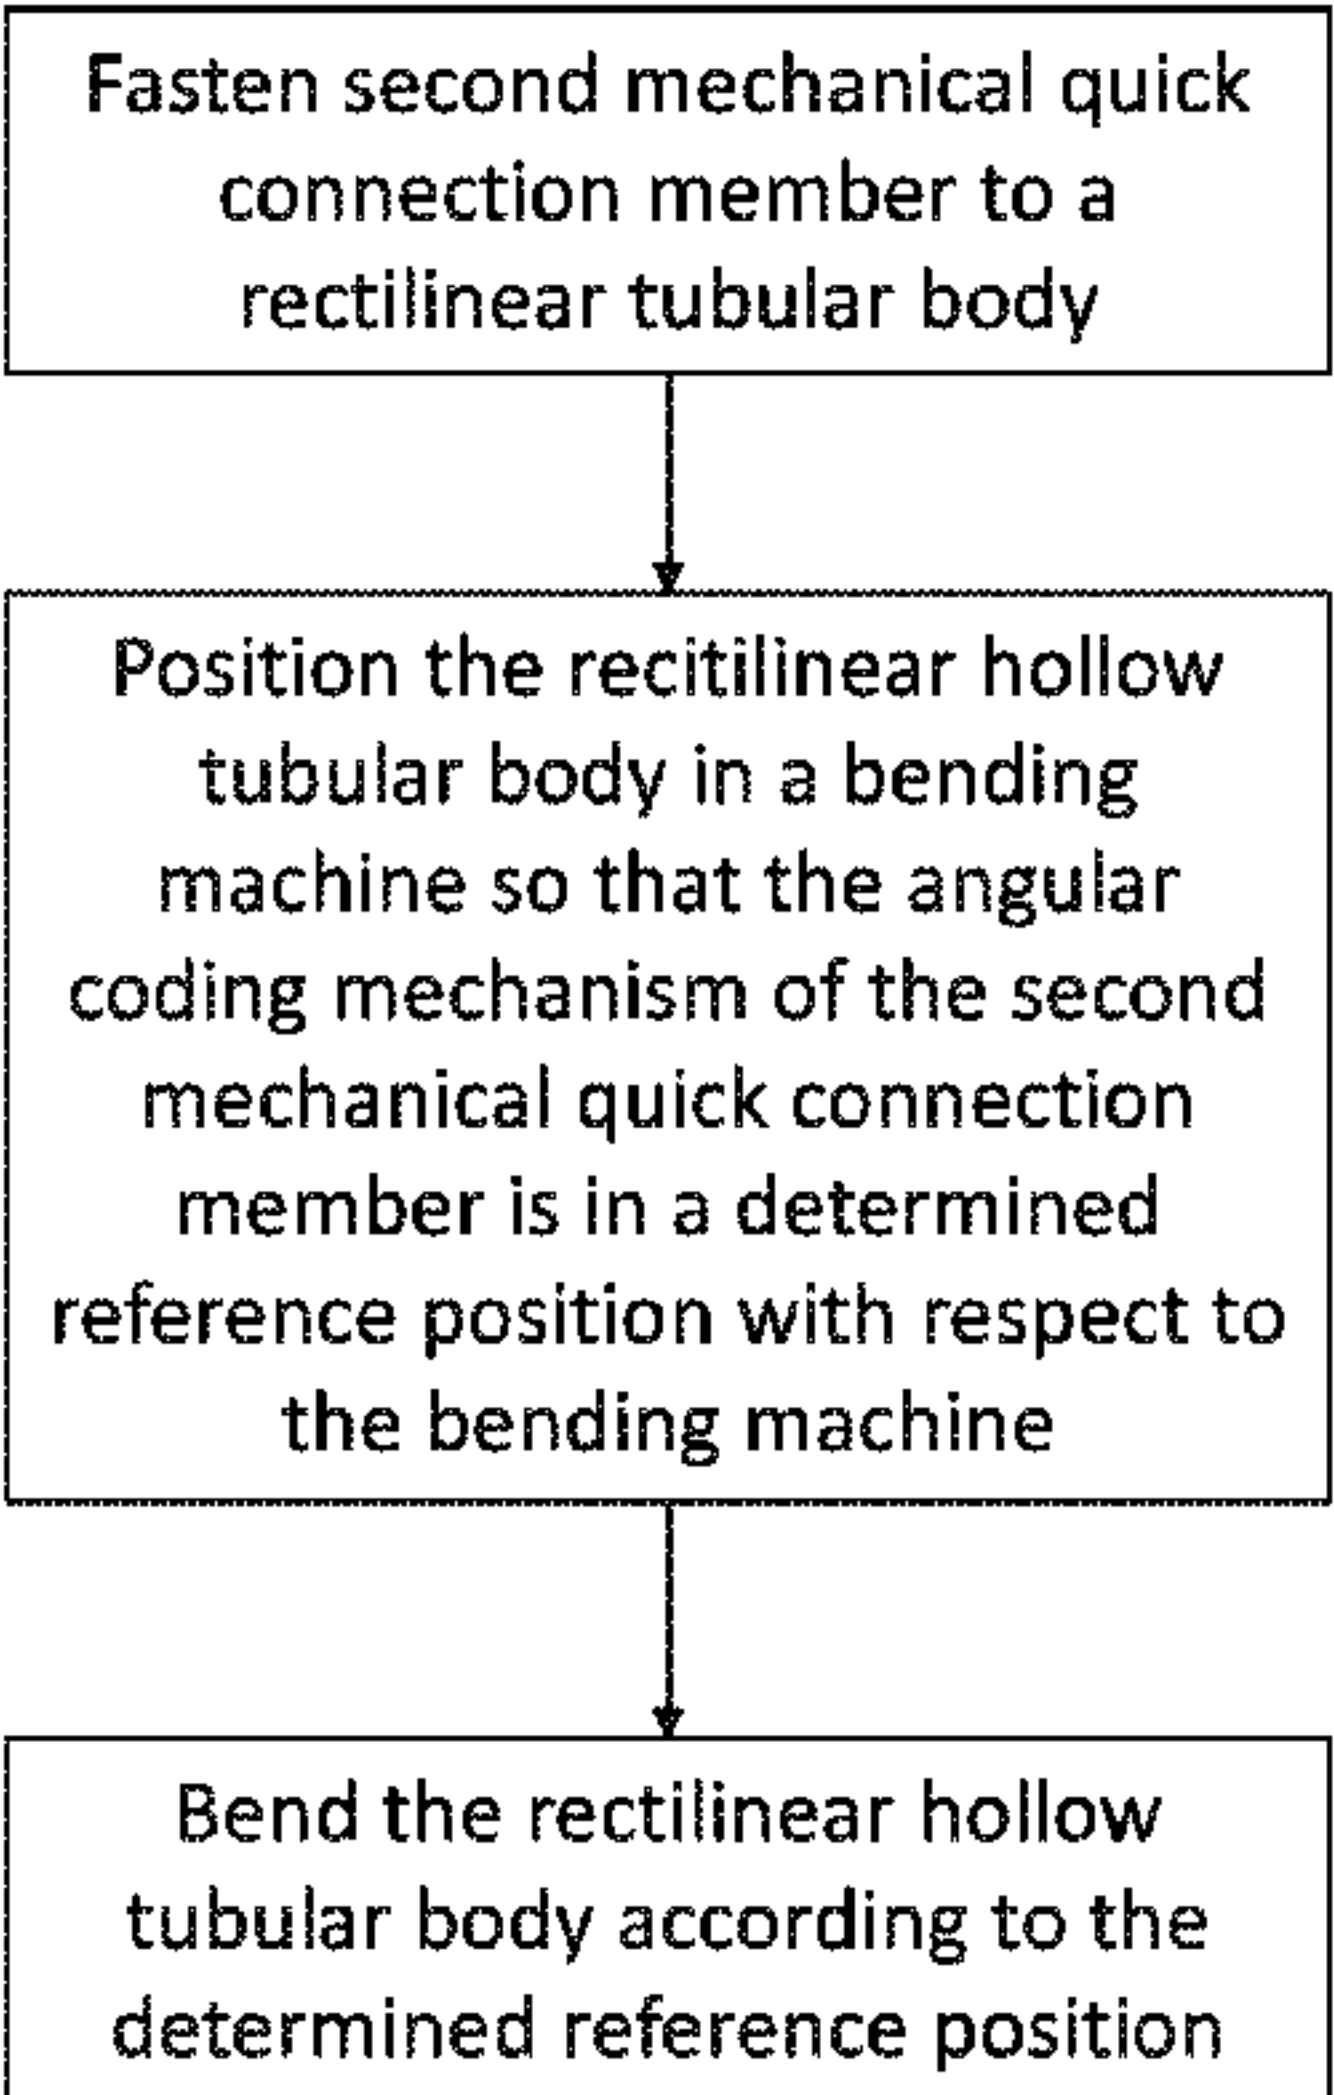 Fasten second mechanical quick
connection member to a
rectilinear tubular body
Position the recitilinear hollow
tubular body in a bending
machine so that the angular
coding mechanism of the second
mechanical quick connection
member is in a determined
reference position with respect to
the bending machine
Bend the rectilinear hollow
tubular body according to the
determined reference position